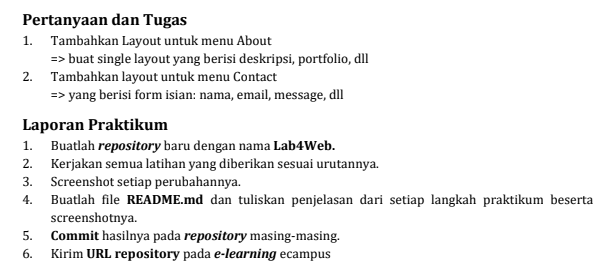 Pertanyaan dan Tugas
1. Tambahkan Layout untuk menu About
=> buat single layout yang berisi deskripsi, portfolio, dll
2. Tambahkan layout untuk menu Contact
=> yang berisi form isian: nama, email, message, dll
Laporan Praktikum
1. Buatlah repository baru dengan nama Lab4Web.
2. Kerjakan semua latihan yang diberikan sesuai urutannya.
3. Screenshot setiap perubahannya.
4. Buatlah file README.md dan tuliskan penjelasan dari setiap langkah praktikum beserta
screenshotnya.
5. Commit hasilnya pada repository masing-masing.
6. Kirim URL repository pada e-learning ecampus